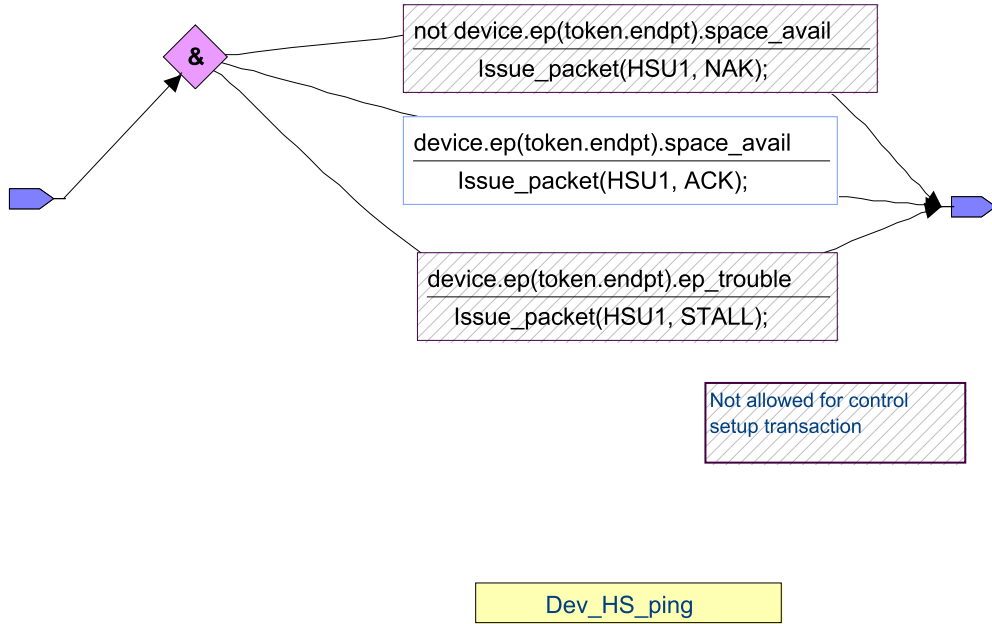 &
not device.ep(token.endpt).space_avail
Issue_packet(HSU1, NAK);
device.ep(token.endpt).space_avail
Issue_packet(HSU1, ACK);
device.ep(token.endpt).ep_trouble
Issue_packet(HSU1, STALL);
Not allowed for control
setup transaction
Dev_HS_ping